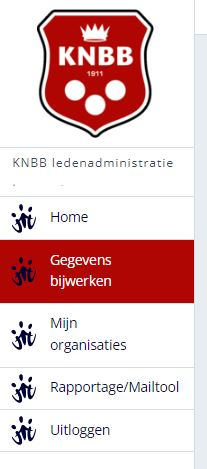 KNBB
1911
KNBB ledenadministratie
Home
Gegevens
bijwerken
Mijn
organisaties
Rapportage/Mailtool
Uitloggen